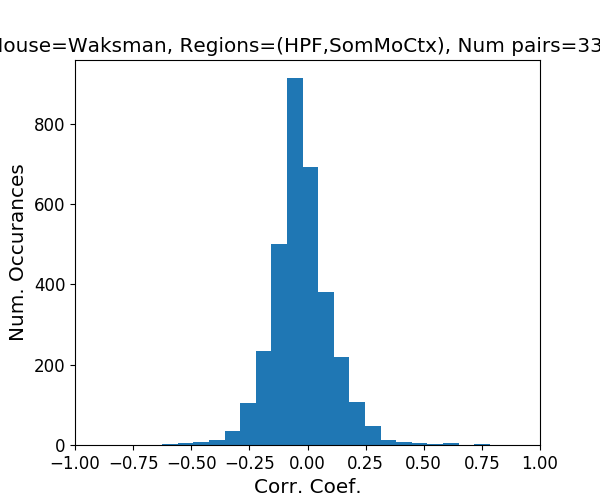 ouse=Waksman, Regions=(HPF,SomMoCtx), Num pairs=33
Num. Occurances
800
600
400
200
0
−1.00 −0.75 −0.50 −0.25 0.00 0.25 0.50 0.75 1.00
Corr. Coef.